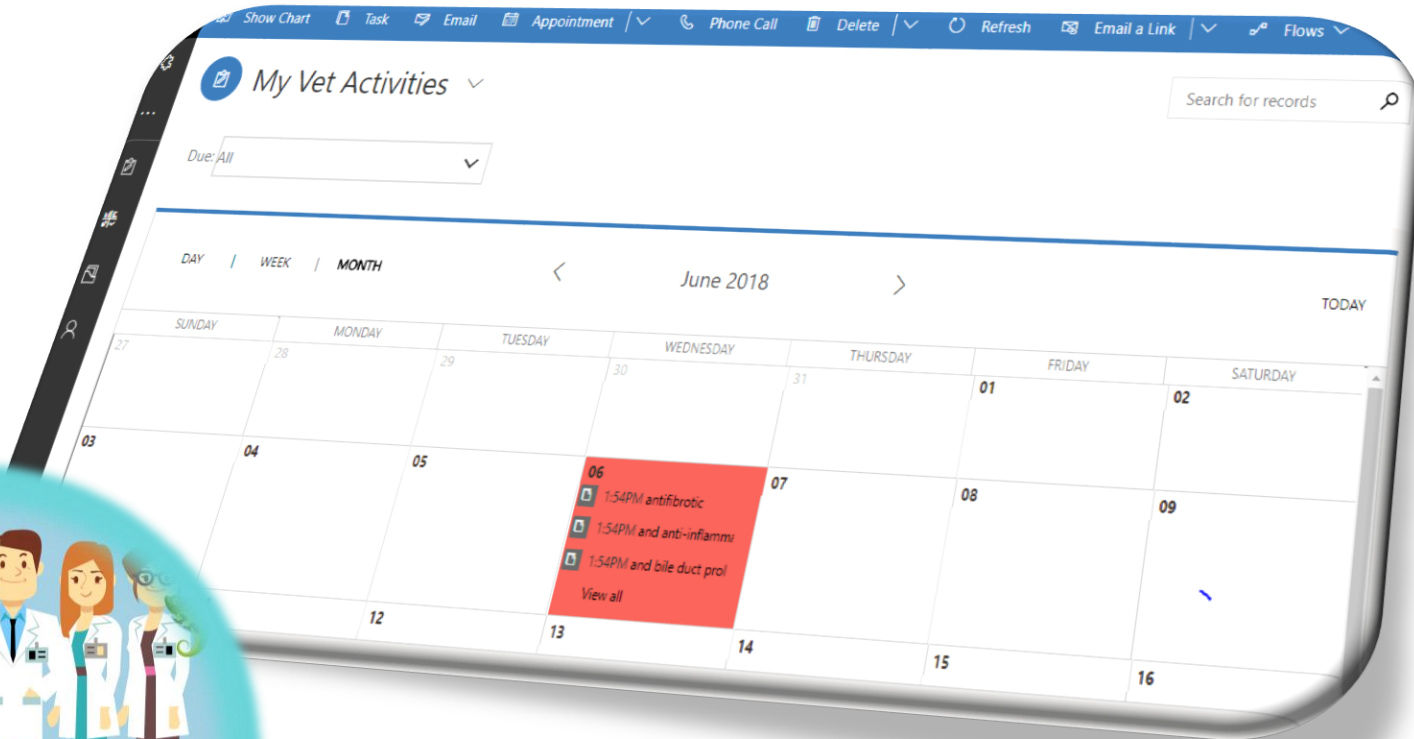 Show Chart Task Email Appointment Phone Call Delete Refresh Email a Link Flows
My Vet Activities
Search for records
Due: All
DAY | WEEK | MONTH
June 2018
TODAY
SUNDAY MONDAY TUESDAY WEDNESDAY THURSDAY FRIDAY SATURDAY
27 28 29 30 31 01 02
03 04 05 06 07 08 09
1:54PM antifibrotic
1:54PM and anti-inflamm
1:54PM and bile duct prol
View all
12 13 14 15 16